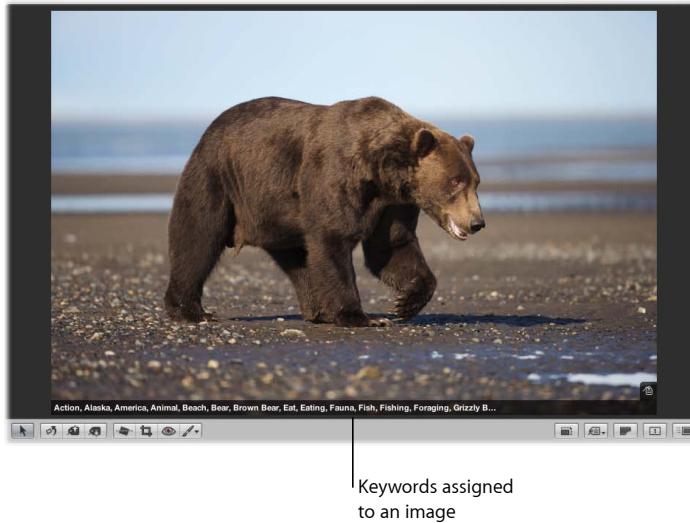 Action, Alaska, America, Animal, Beach, Bear, Brown Bear, Eat, Eating, Fauna, Fish, Fishing, Foraging, Grizzly B...
1
Keywords assigned
to an image